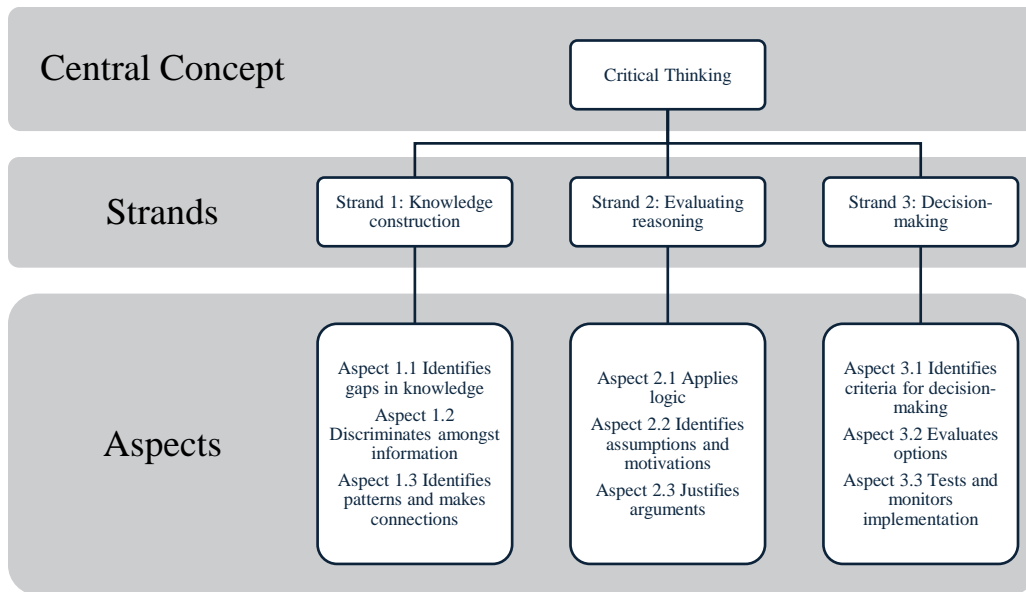 Central Concept
Critical Thinking
Strands
Strand 1: Knowledge
construction
Strand 2: Evaluating
reasoning
Strand 3: Decision-
making
Aspects
Aspect 1.1 Identifies
gaps in knowledge
Aspect 1.2
Discriminates amongst
information
Aspect 1.3 Identifies
patterns and makes
connections
Aspect 2.1 Applies
logic
Aspect 2.2 Identifies
assumptions and
motivations
Aspect 2.3 Justifies
arguments
Aspect 3.1 Identifies
criteria for decision-
making
Aspect 3.2 Evaluates
options
Aspect 3.3 Tests and
monitors
implementation